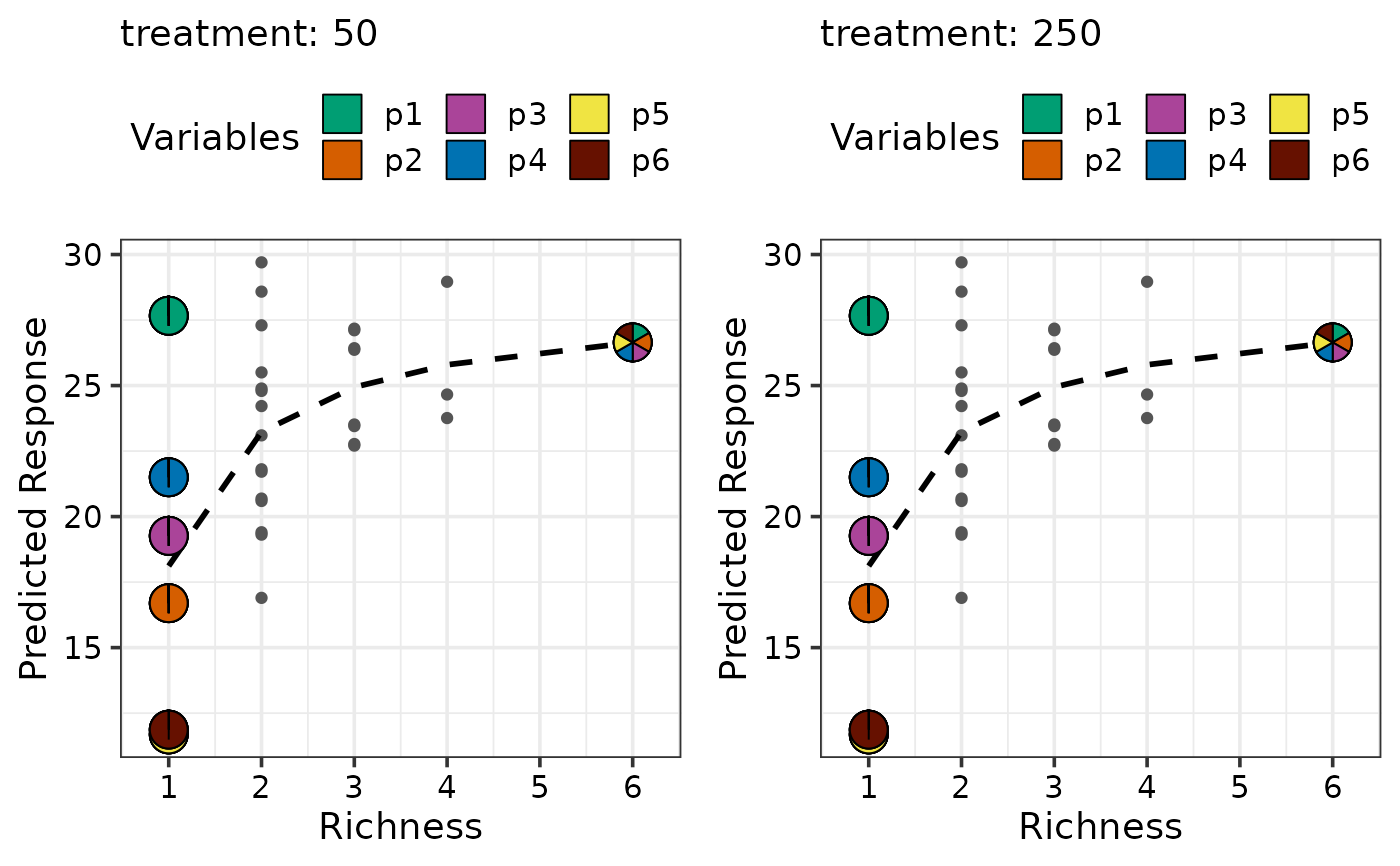 treatment: 50
Variables
p1 p3 p5
p2 p4 p6
30
25
20
15
Predicted Response
1 2 3 4 5 6
Richness
treatment: 250
Variables
p1 p3 p5
p2 p4 p6
30
25
20
15
Predicted Response
1 2 3 4 5 6
Richness